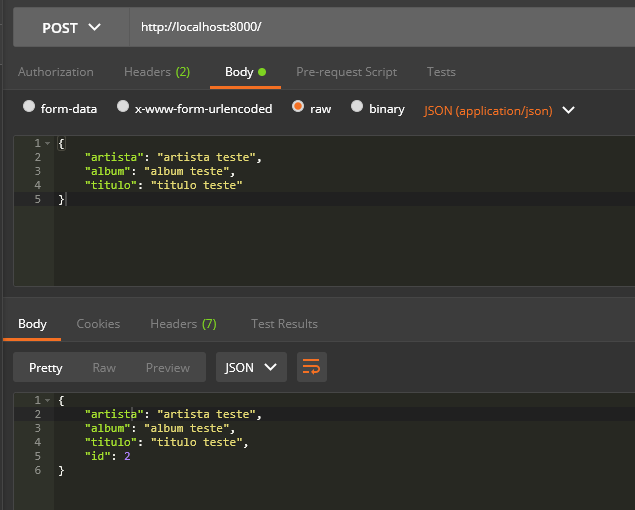 POST http://localhost:8000/
Authorization Headers (2) Body Pre-request Script Tests
form-data x-www-form-urlencoded raw binary JSON (application/json)
1 {
2 "artista": "artista teste",
3 "album": "album teste",
4 "titulo": "titulo teste"
5 }
Body Cookies Headers (7) Test Results
Pretty Raw Preview JSON
1 {
2 "artista": "artista teste",
3 "album": "album teste",
4 "titulo": "titulo teste",
5 "id": 2
6 }